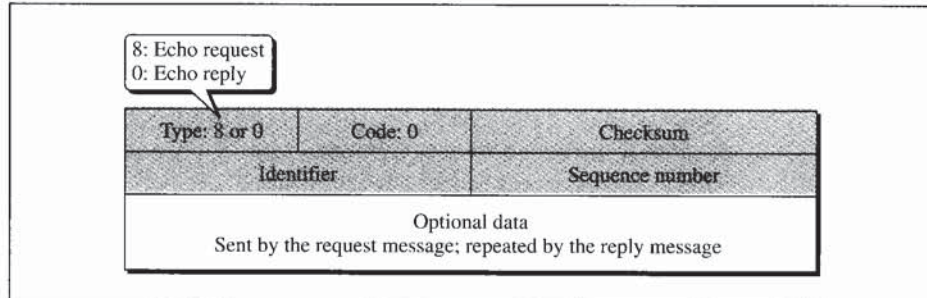 8: Echo request
0: Echo reply
Type: 8 or 0 Code: 0 Checksum
Identifier Sequence number
Optional data
Sent by the request message; repeated by the reply message